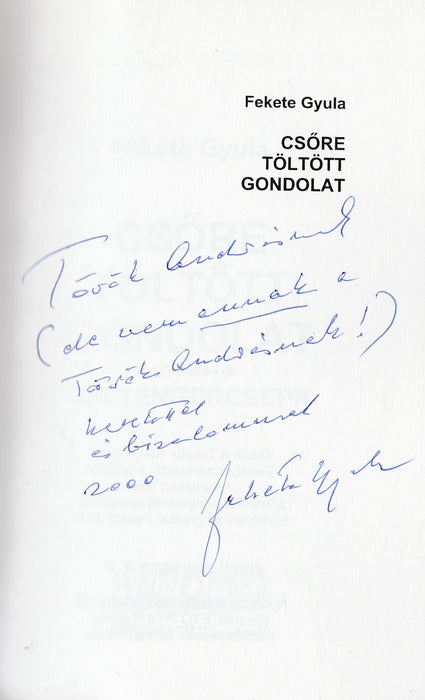 Fekete Gyula
CSŐRE
TÖLTÖTT
GONDOLAT
Török Andrásnak
(de nem annak a
Török Andrásnak!)
szeretettel
és bizalommal
2000
Fekete Gyula